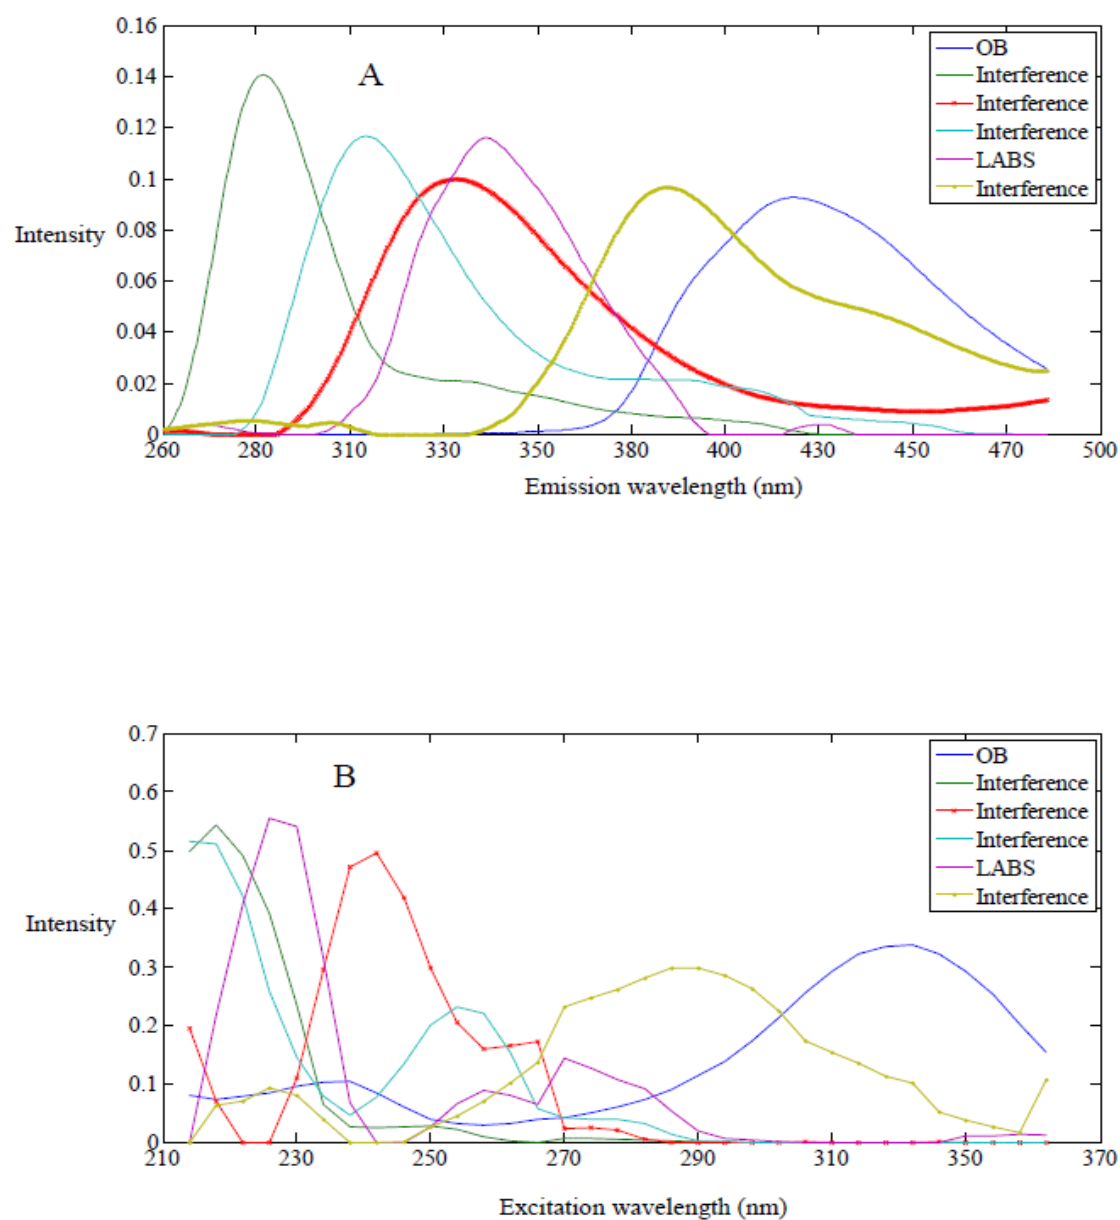 0.16
A
OB
Interference
Interference
Interference
LABS
Interference
0.14
0.12
0.1
Intensity
0.08
0.06
0.04
0.02
0
260 280 310 330 350 380 400 430 450 470 500
Emission wavelength (nm)
0.7
B
OB
Interference
Interference
Interference
LABS
Interference
0.6
0.5
0.4
Intensity
0.3
0.2
0.1
0
210 230 250 270 290 310 350 370
Excitation wavelength (nm)